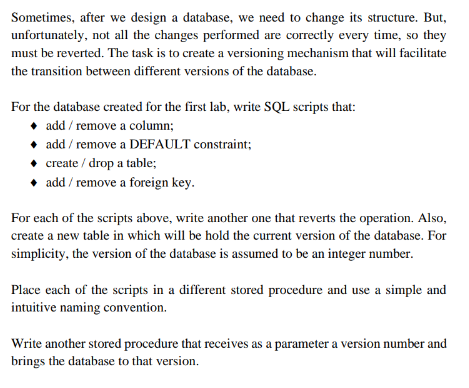 Sometimes, after we design a database, we need to change its structure. But,
unfortunately, not all the changes performed are correctly every time, so they
must be reverted. The task is to create a versioning mechanism that will facilitate
the transition between different versions of the database.
For the database created for the first lab, write SQL scripts that:
♦ add / remove a column;
♦ add / remove a DEFAULT constraint;
♦ create / drop a table;
♦ add / remove a foreign key.
For each of the scripts above, write another one that reverts the operation. Also,
create a new table in which will be hold the current version of the database. For
simplicity, the version of the database is assumed to be an integer number.
Place each of the scripts in a different stored procedure and use a simple and
intuitive naming convention.
Write another stored procedure that receives as a parameter a version number and
brings the database to that version.